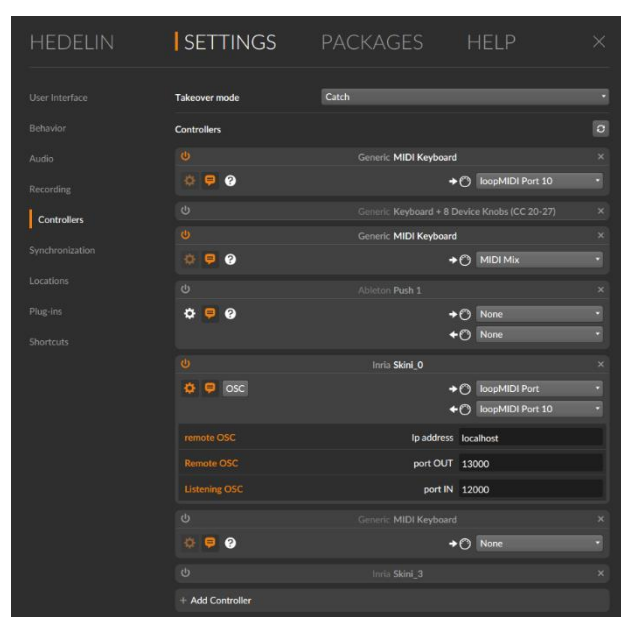 HEDELIN SETTINGS PACKAGES HELP
User Interface
Behavior
Audio
Recording
Controllers
Synchronization
Locations
Plug-ins
Shortcuts
Takeover mode Catch
Controllers
Generic MIDI Keyboard
? loopMIDI Port 10
Generic Keyboard + 8 Device Knobs (CC 20-27)
Generic MIDI Keyboard
? MIDI Mix
Ableton Push 1
? None
None
Inria Skini_0
OSC loopMIDI Port
loopMIDI Port 10
remote OSC Ip address localhost
Remote OSC port OUT 13000
Listening OSC port IN 12000
Generic MIDI Keyboard
? None
Inria Skini_3
+ Add Controller